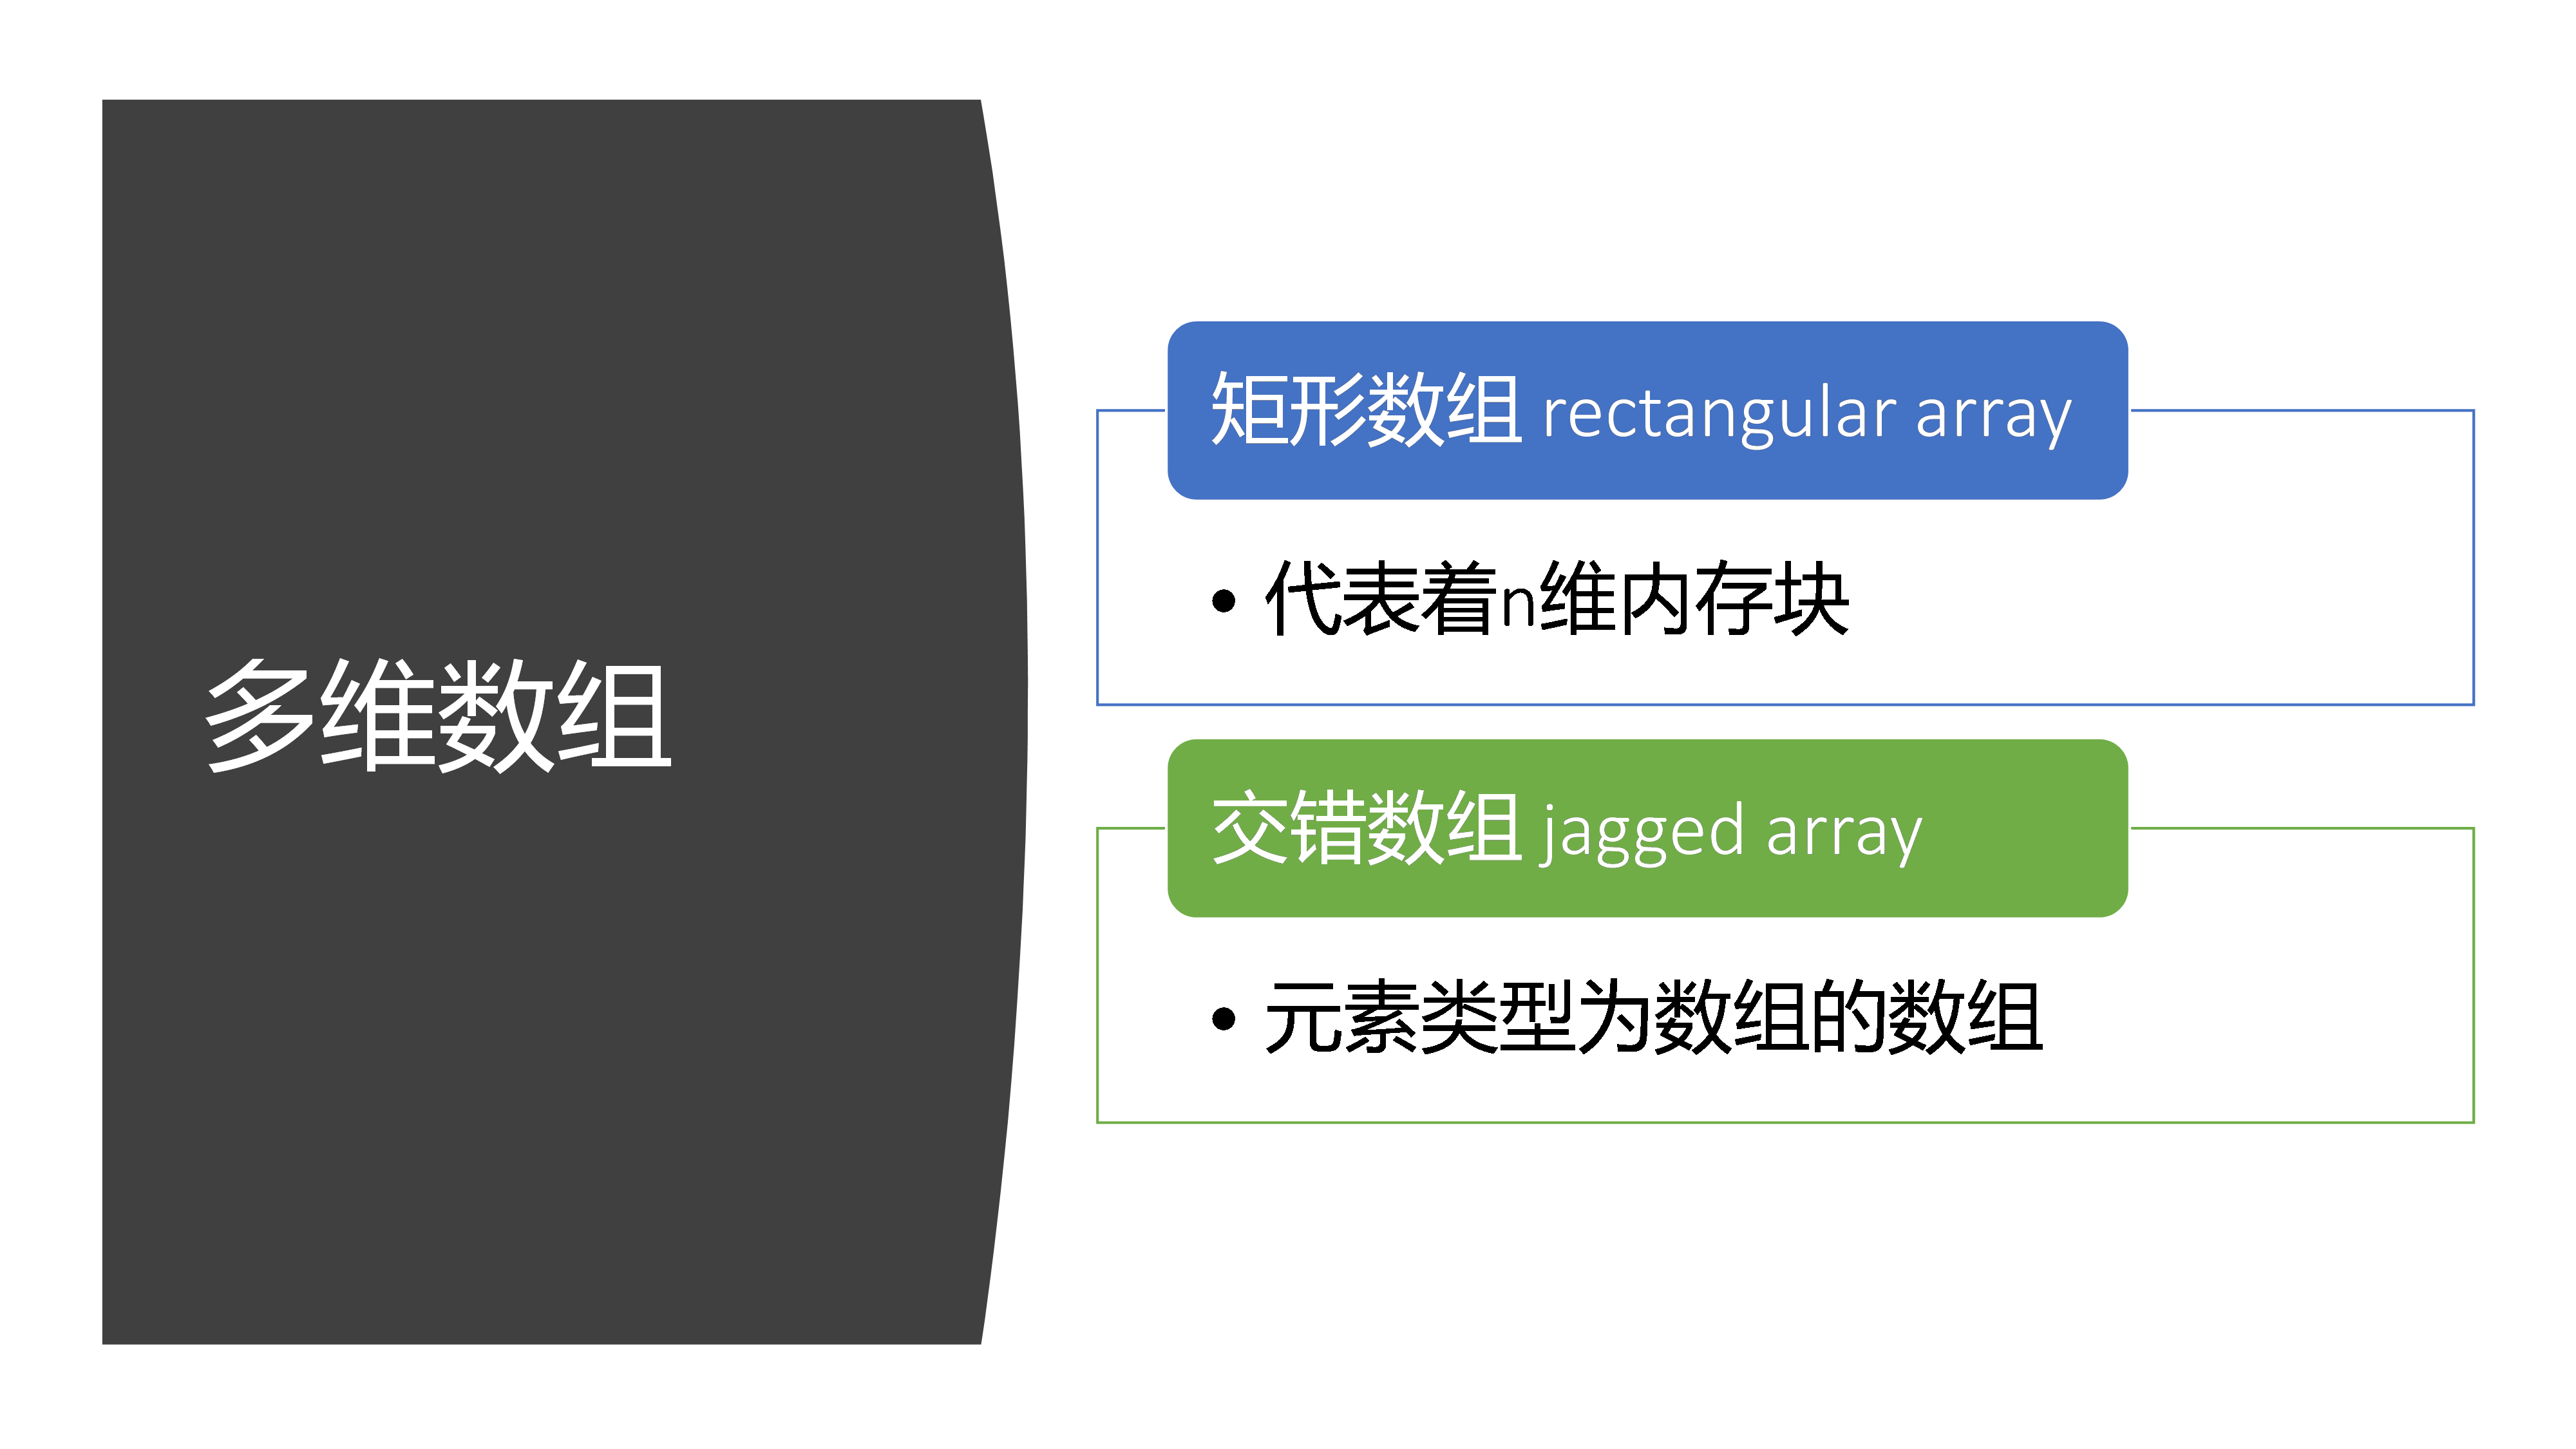 多维数组
矩形数组 rectangular array
• 代表着n维内存块
交错数组 jagged array
• 元素类型为数组的数组